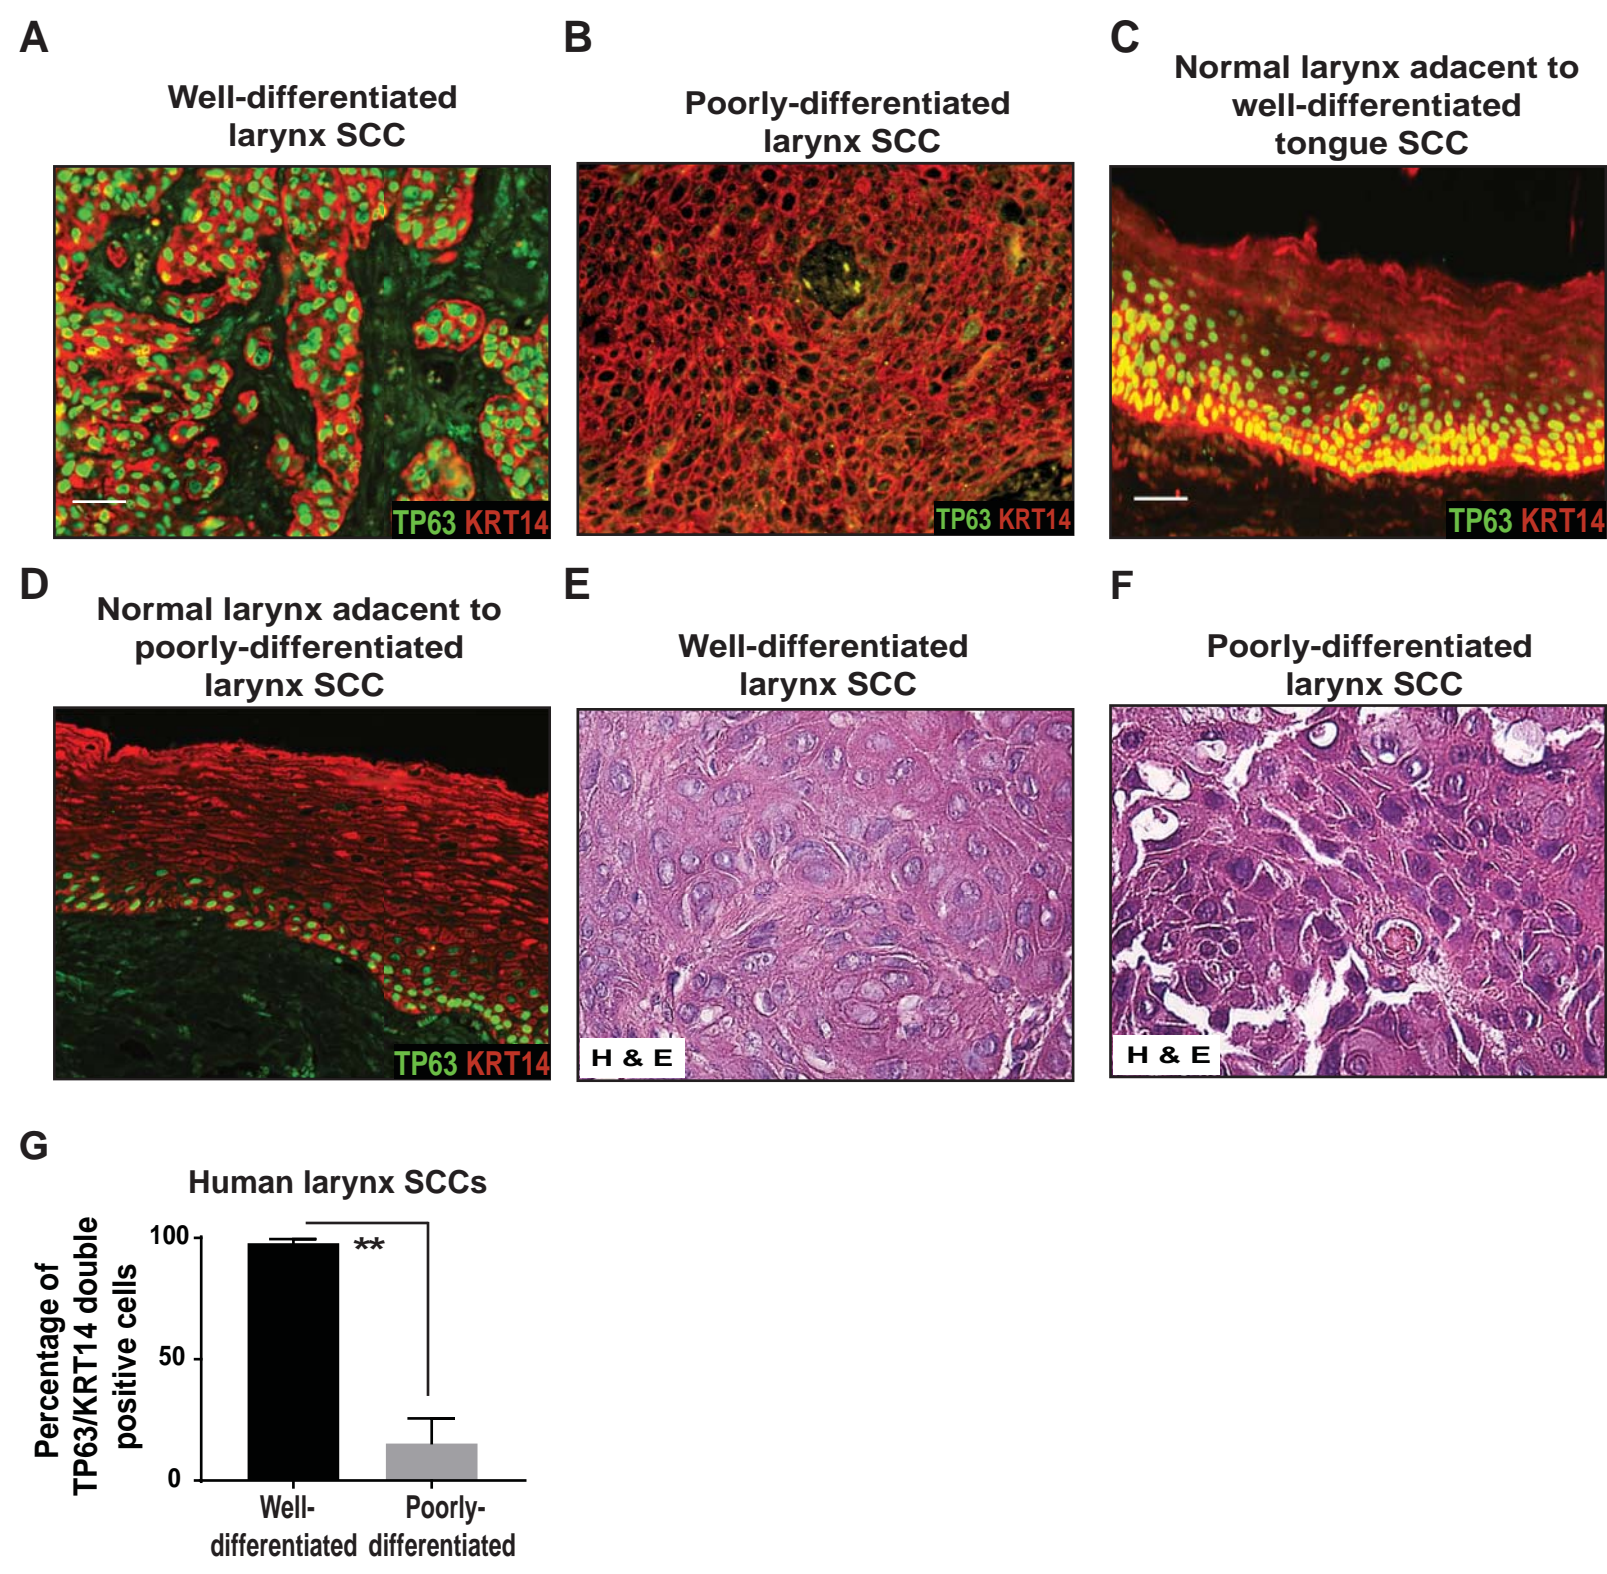 A
Well-differentiated
larynx SCC
TP63 KRT14
B
Poorly-differentiated
larynx SCC
TP63 KRT14
C
Normal larynx adacent to
well-differentiated
tongue SCC
TP63 KRT14
D
Normal larynx adacent to
poorly-differentiated
larynx SCC
TP63 KRT14
E
Well-differentiated
larynx SCC
H & E
F
Poorly-differentiated
larynx SCC
H & E
G
Human larynx SCCs
Percentage of
TP63/KRT14 double
positive cells
100
50
0
**
Well-
differentiated
Poorly-
differentiated